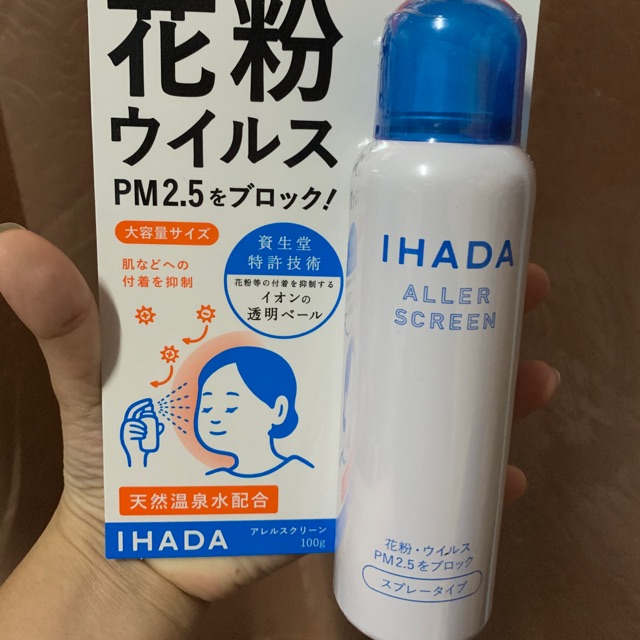 花粉
ウイルス
PM2.5をブロック!
大容量サイズ
肌などへの
付着を抑制
資生堂
特許技術
花粉等の付着を抑制する
イオンの
透明ベール
天然温泉水配合
IHADA
アレルスクリーン
100g
IHADA
ALLER
SCREEN
花粉・ウイルス
PM2.5をブロック
スプレータイプ